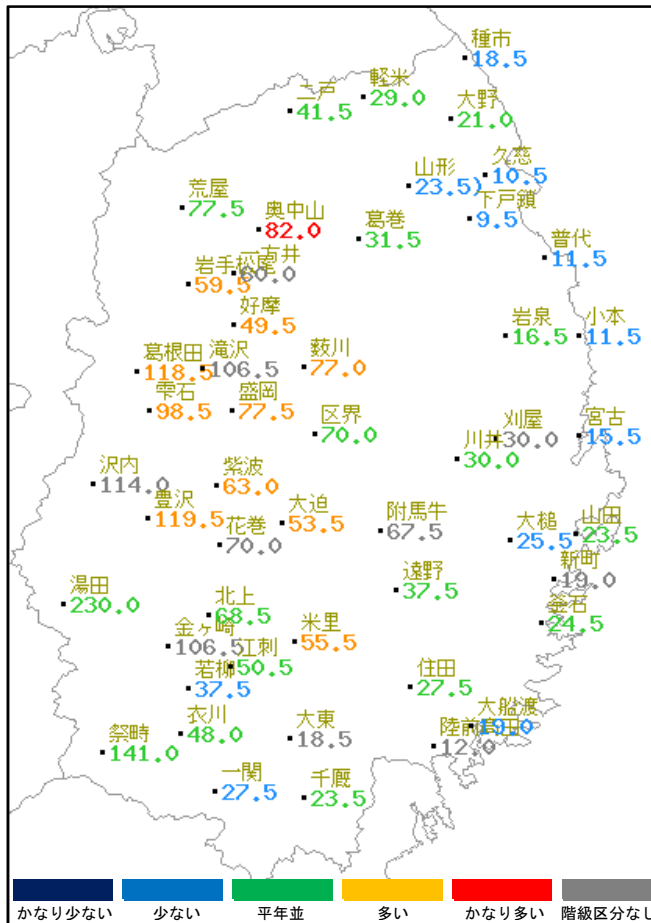 種市
18.5
軽米
29.0
二戸
41.5
大野
21.0
久慈
10.5
山形
23.5)
下戸鎖
9.5
荒屋
77.5
奥中山
82.0
葛巻
31.5
普代
11.5
一方井
60.0
岩手松尾
59.5
好摩
49.5
岩泉
16.5
小本
11.5
葛根田
118.5
滝沢
106.5
薮川
77.0
雫石
98.5
盛岡
77.5
区界
70.0
刈屋
30.0
宮古
15.5
川井
30.0
沢内
114.0
紫波
63.0
豊沢
119.5
大迫
53.5
花巻
70.0
附馬牛
67.5
大槌
25.5
山田
23.5
新町
19.0
湯田
230.0
遠野
37.5
北上
68.5
釜石
24.5
金ヶ崎
106.5
米里
55.5
江刺
50.5
若柳
37.5
住田
27.5
大船渡
19.0
衣川
48.0
大東
18.5
陸前高田
12.0
祭畤
141.0
一関
27.5
千厩
23.5
かなり少ない
少ない
平年並
多い
かなり多い
階級区分なし